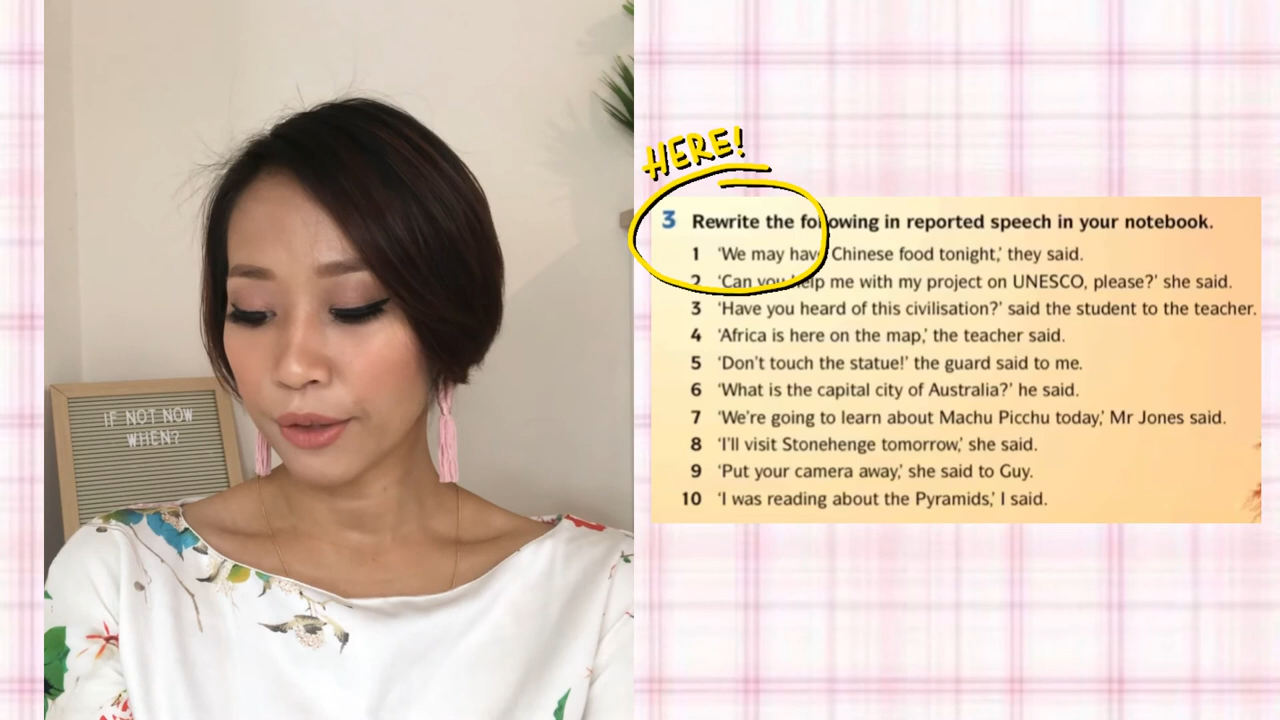 IF NOT NOW
WHEN?
HERE!
3 Rewrite the following in reported speech in your notebook.
1 ‘We may have Chinese food tonight,’ they said.
2 ‘Can you help me with my project on UNESCO, please?’ she said.
3 ‘Have you heard of this civilisation?’ said the student to the teacher.
4 ‘Africa is here on the map,’ the teacher said.
5 ‘Don’t touch the statue!’ the guard said to me.
6 ‘What is the capital city of Australia?’ he said.
7 ‘We’re going to learn about Machu Picchu today,’ Mr Jones said.
8 ‘I’ll visit Stonehenge tomorrow,’ she said.
9 ‘Put your camera away,’ she said to Guy.
10 ‘I was reading about the Pyramids,’ I said.